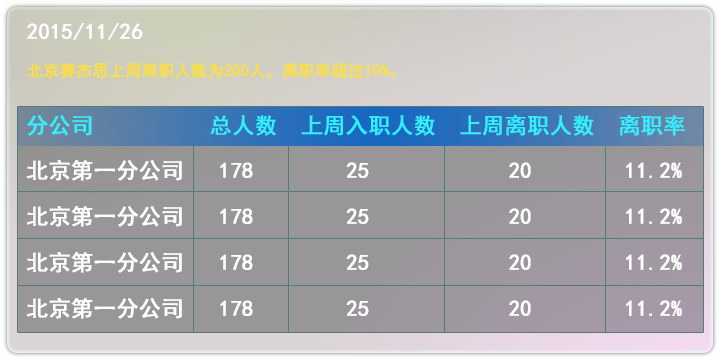 2015/11/26
北京赛杰思上周离职人数为200人，离职率超过10%。
分公司 总人数 上周入职人数 上周离职人数 离职率
北京第一分公司 178 25 20 11.2%
北京第一分公司 178 25 20 11.2%
北京第一分公司 178 25 20 11.2%
北京第一分公司 178 25 20 11.2%